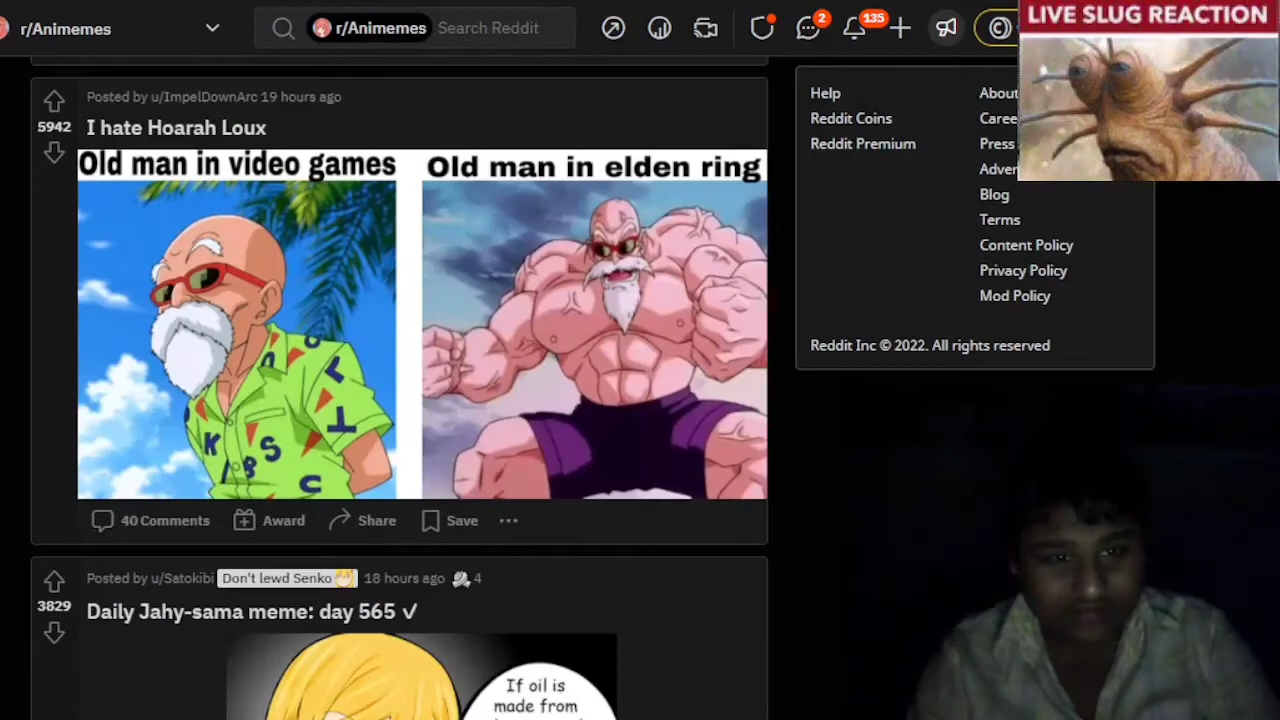 r/Animemes
r/Animemes Search Reddit
2
135
LIVE SLUG REACTION
Posted by u/ImpelDownArc 19 hours ago
5942
I hate Hoarah Loux
Old man in video games
Old man in elden ring
K
S
L
T
C
40 Comments Award Share Save
Help
Reddit Coins
Reddit Premium
About
Press
Blog
Terms
Content Policy
Privacy Policy
Mod Policy
Reddit Inc © 2022. All rights reserved
Posted by u/Satokibi Don't lewd Senko 18 hours ago 4
3829
Daily Jahy-sama meme: day 565 ✓
If oil is
made from